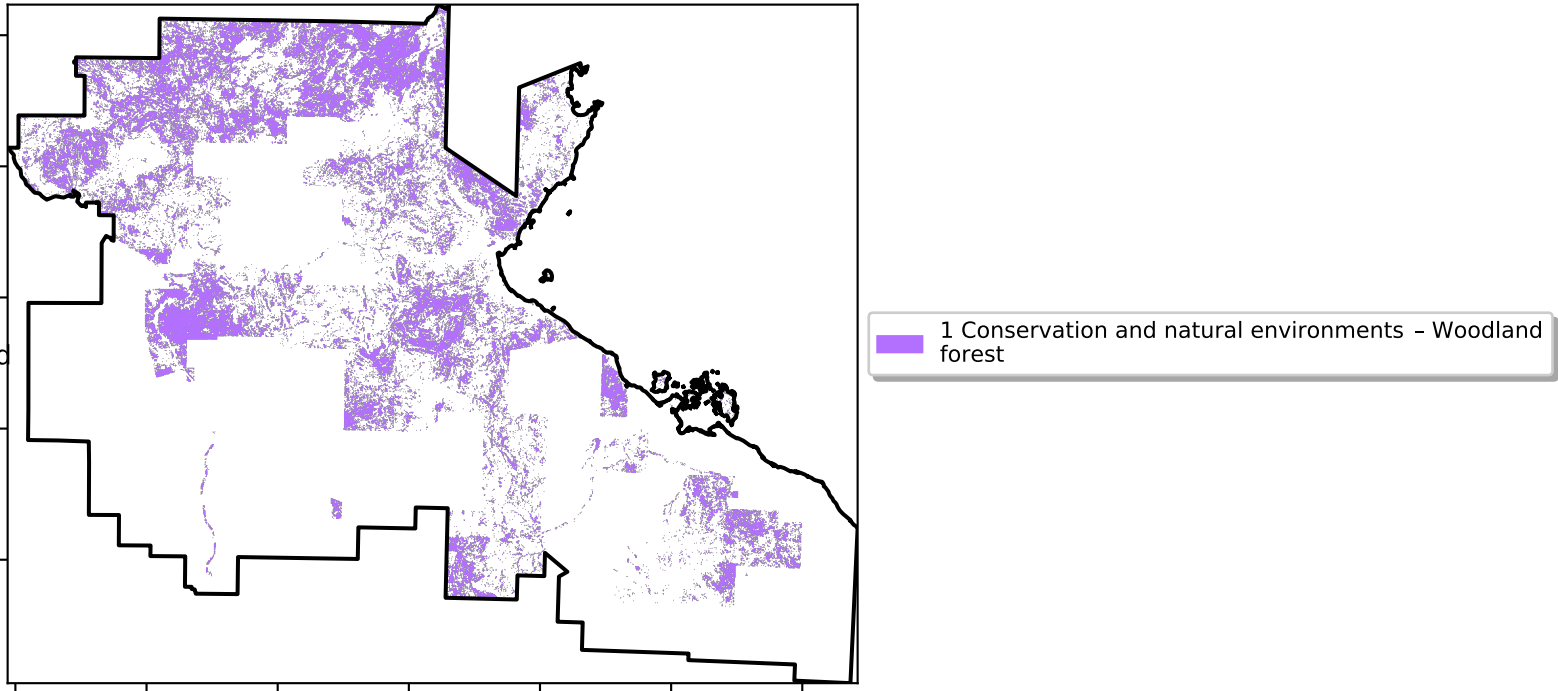 1 Conservation and natural environments – Woodland
forest